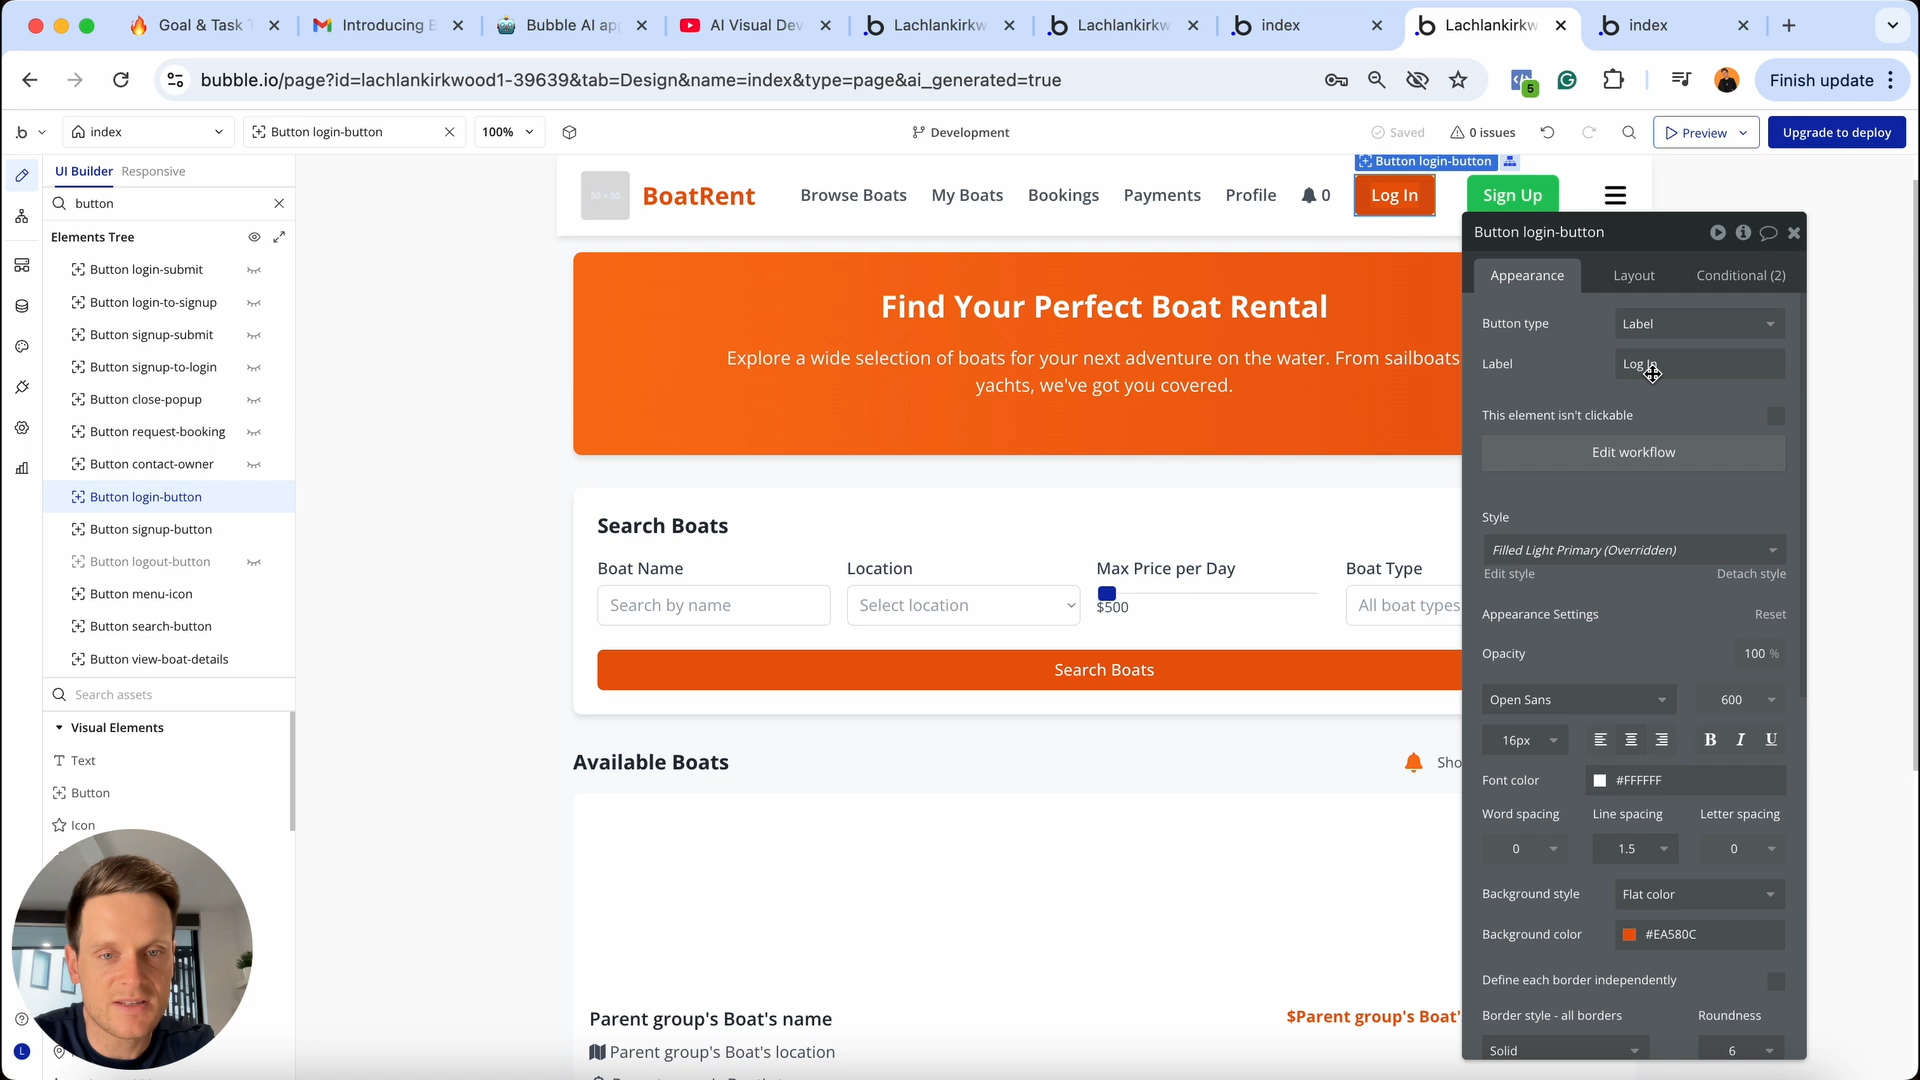 Goal & Task T
Introducing B
Bubble AI ap
AI Visual Dev
Lachlankirkw
Lachlankirkw
index
Lachlankirkw
index
bubble.io/page?id=lachlankirkwood1-39639&tab=Design&name=index&type=page&ai_generated=true
5
Finish update
b
index
Button login-button
100%
Development
Saved
0 issues
Preview
Upgrade to deploy
UI Builder
Responsive
button
Elements Tree
Button login-submit
Button login-to-signup
Button signup-submit
Button signup-to-login
Button close-popup
Button request-booking
Button contact-owner
Button login-button
Button signup-button
Button logout-button
Button menu-icon
Button search-button
Button view-boat-details
Search assets
Visual Elements
Text
Button
Icon
L
Button login-button
50 x 50
BoatRent
Browse Boats
My Boats
Bookings
Payments
Profile
0
Log In
Sign Up
Find Your Perfect Boat Rental
Explore a wide selection of boats for your next adventure on the water. From sailboats
yachts, we've got you covered.
Search Boats
Boat Name
Location
Max Price per Day
Boat Type
Search by name
Select location
$500
All boat types
Search Boats
Available Boats
Sho
Parent group's Boat's name
$Parent group's Boat'
Parent group's Boat's location
Button login-button
Appearance
Layout
Conditional (2)
Button type
Label
Label
Log In
This element isn't clickable
Edit workflow
Style
Filled Light Primary (Overridden)
Edit style
Detach style
Appearance Settings
Reset
Opacity
100 %
Open Sans
600
16px
B
I
U
Font color
#FFFFFF
Word spacing
Line spacing
Letter spacing
0
1.5
0
Background style
Flat color
Background color
#EA580C
Define each border independently
Border style - all borders
Roundness
Solid
6